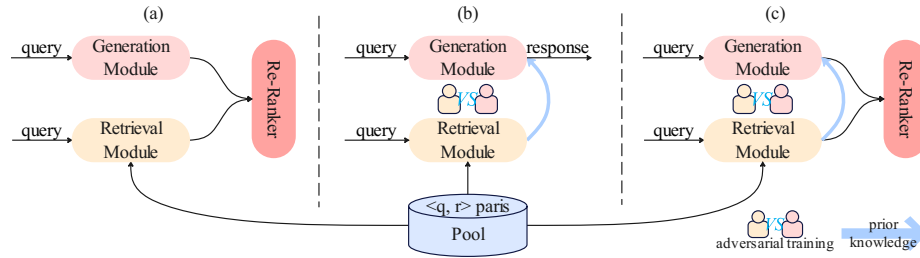 (a)
query
Generation
Module
query
Retrieval
Module
Re-Ranker
(b)
query
Generation
Module
response
VS
query
Retrieval
Module
(c)
query
Generation
Module
VS
query
Retrieval
Module
Re-Ranker
<q, r> paris
Pool
VS
adversarial training
prior
knowledge